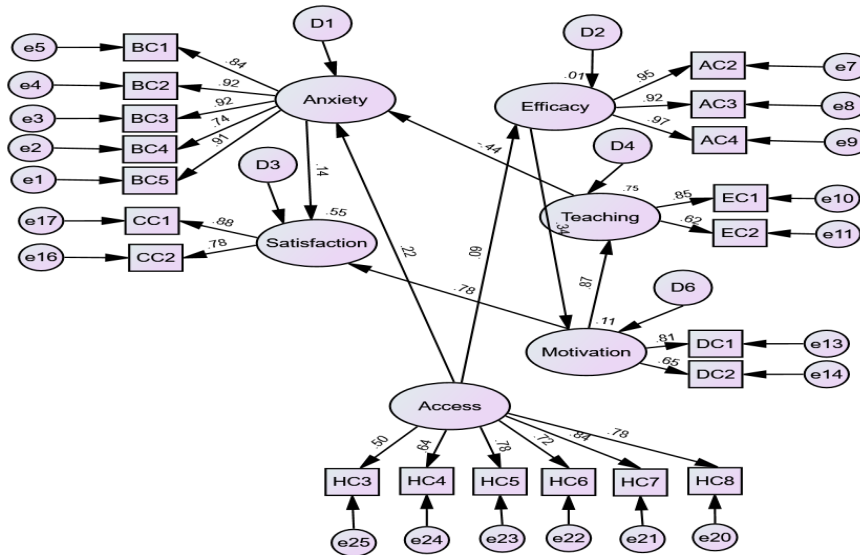 D1
D2
e5
BC1
.84
e4
BC2
.92
e3
BC3
.92
e2
BC4
.74
e1
BC5
.91
Anxiety
.01
Efficacy
.95
AC2
e7
.92
AC3
e8
.97
AC4
e9
-.44
D3
D4
.14
.75
Teaching
.85
EC1
e10
.62
EC2
e11
e17
CC1
.88
e16
CC2
.78
.55
Satisfaction
.22
.09
.34
.87
.78
D6
.11
Motivation
.81
DC1
e13
.65
DC2
e14
Access
.50
.64
.78
.72
.84
.78
HC3
HC4
HC5
HC6
HC7
HC8
e25
e24
e23
e22
e21
e20